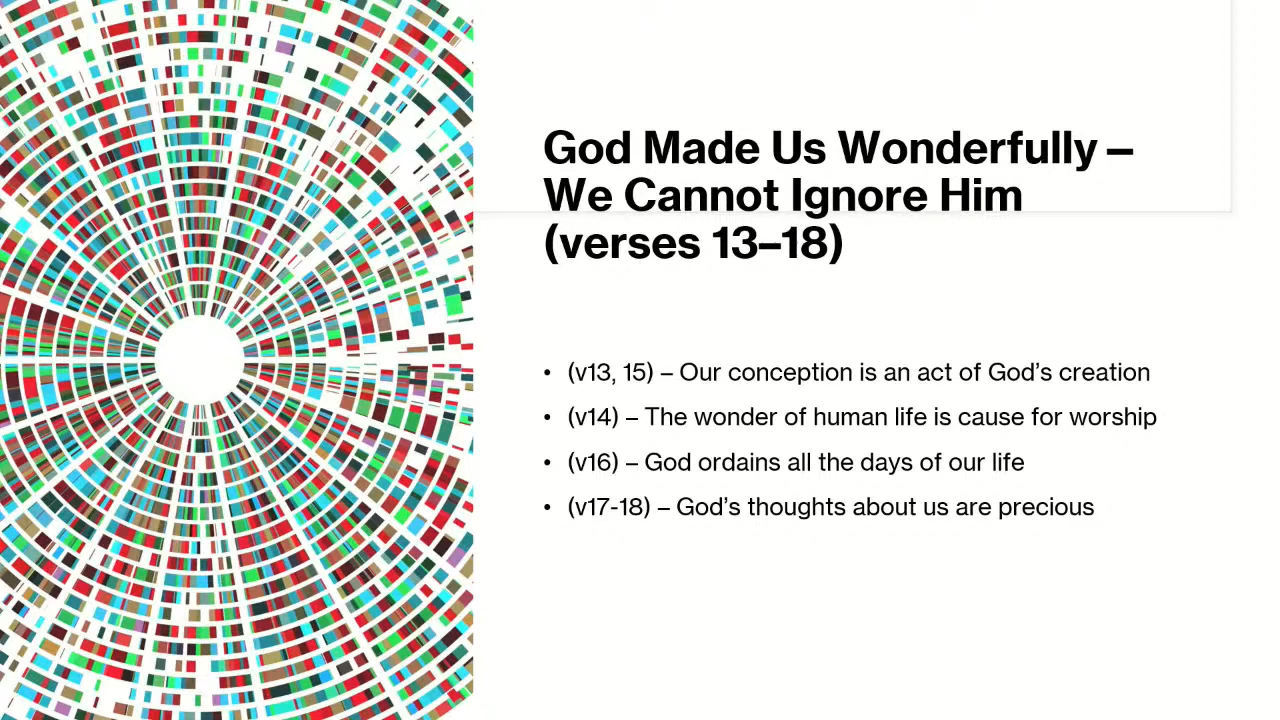 God Made Us Wonderfully –
We Cannot Ignore Him
(verses 13–18)
• (v13, 15) – Our conception is an act of God’s creation
• (v14) – The wonder of human life is cause for worship
• (v16) – God ordains all the days of our life
• (v17-18) – God’s thoughts about us are precious